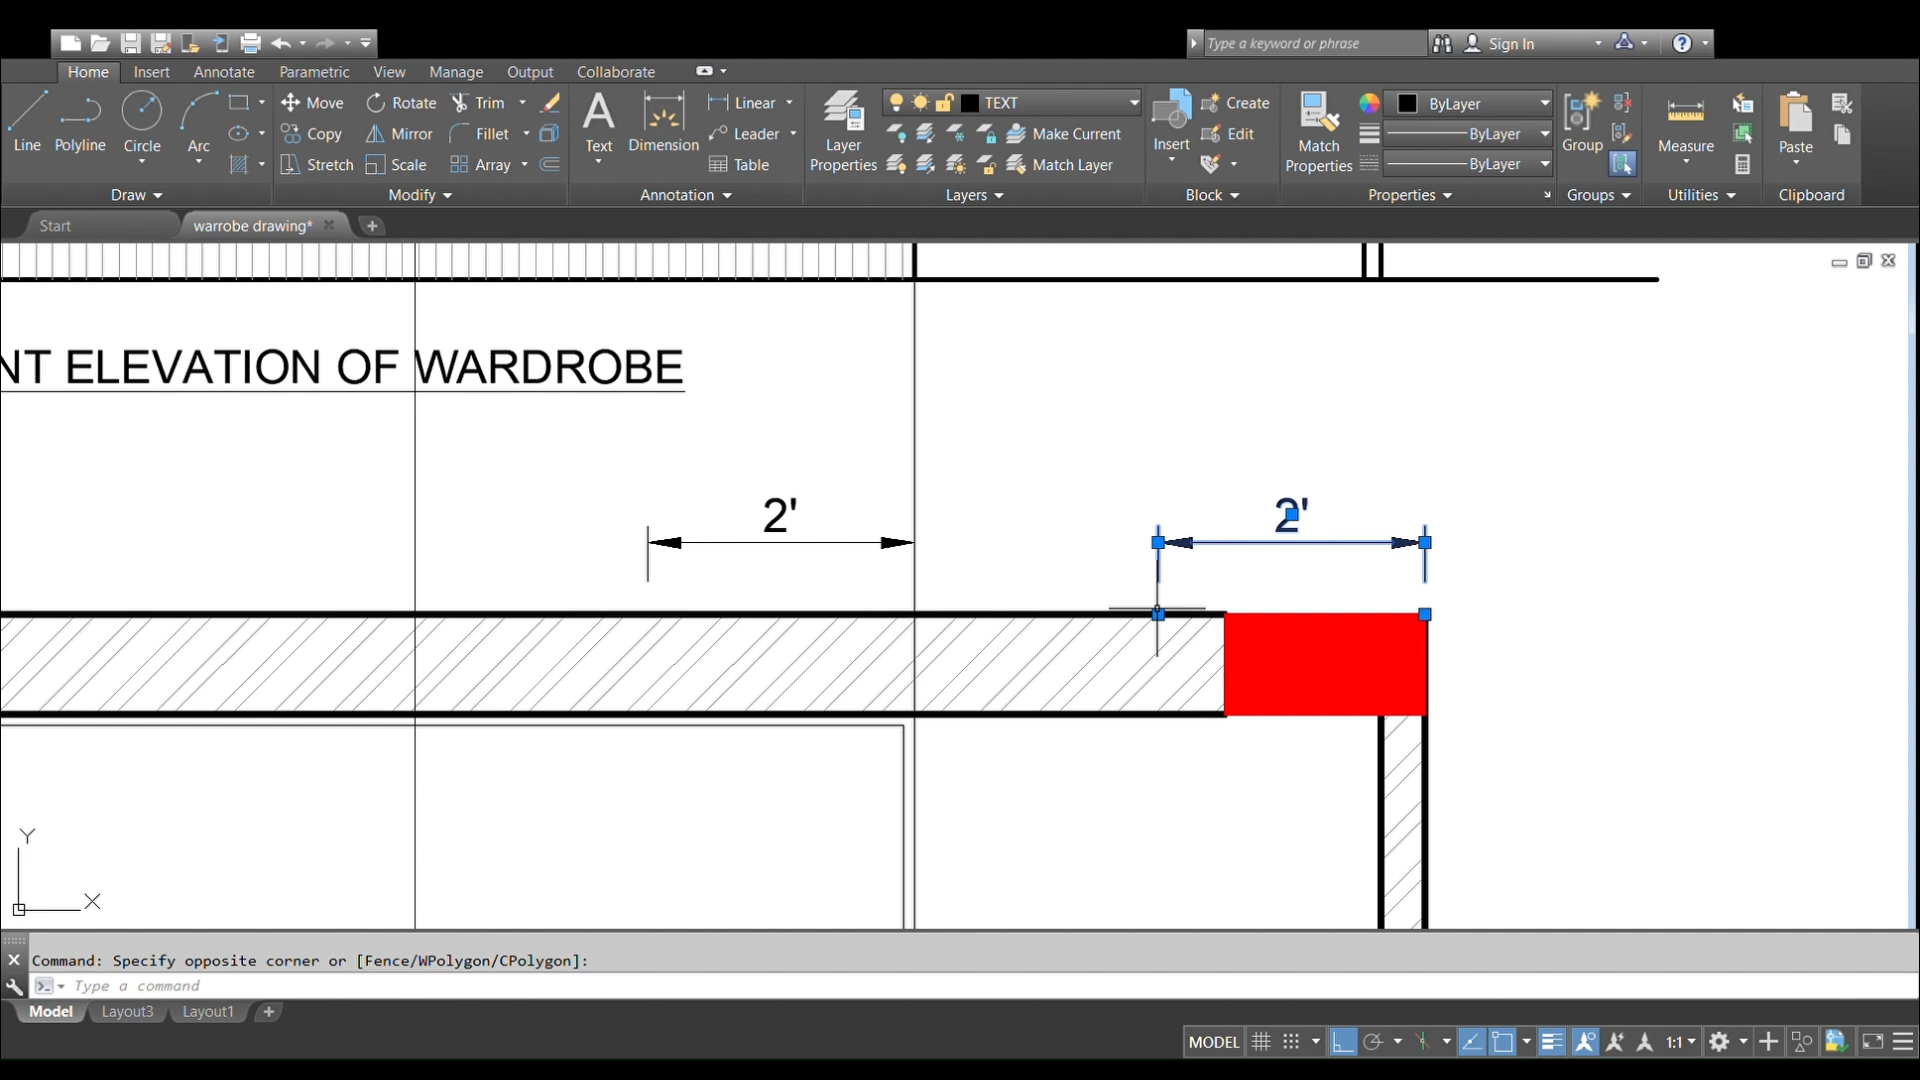 Type a keyword or phrase
Sign In
Home Insert Annotate Parametric View Manage Output Collaborate
Line Polyline Circle Arc
Move Rotate Trim
Copy Mirror Fillet
Stretch Scale Array
Text Dimension
Linear
Leader
Table
Layer Properties
TEXT
Make Current
Match Layer
Insert
Create
Edit
Match Properties
ByLayer
ByLayer
ByLayer
Group
Measure
Paste
Draw Modify Annotation Layers Block Properties Groups Utilities Clipboard
Start warrobe drawing*
NT ELEVATION OF WARDROBE
2' 2'
Y
X
Command: Specify opposite corner or [Fence/WPolygon/CPolygon]:
Type a command
Model Layout3 Layout1
MODEL 1:1